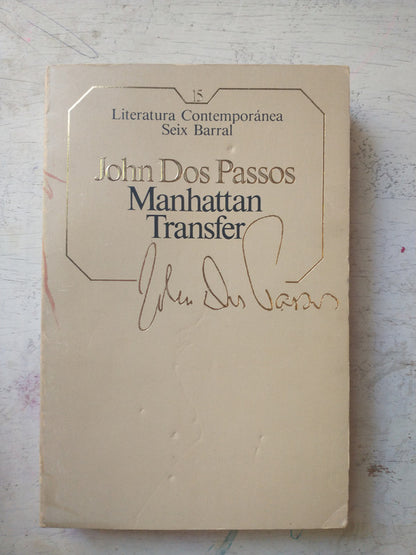 15
Literatura Contemporánea
Seix Barral
John Dos Passos
Manhattan
Transfer
John Dos Passos